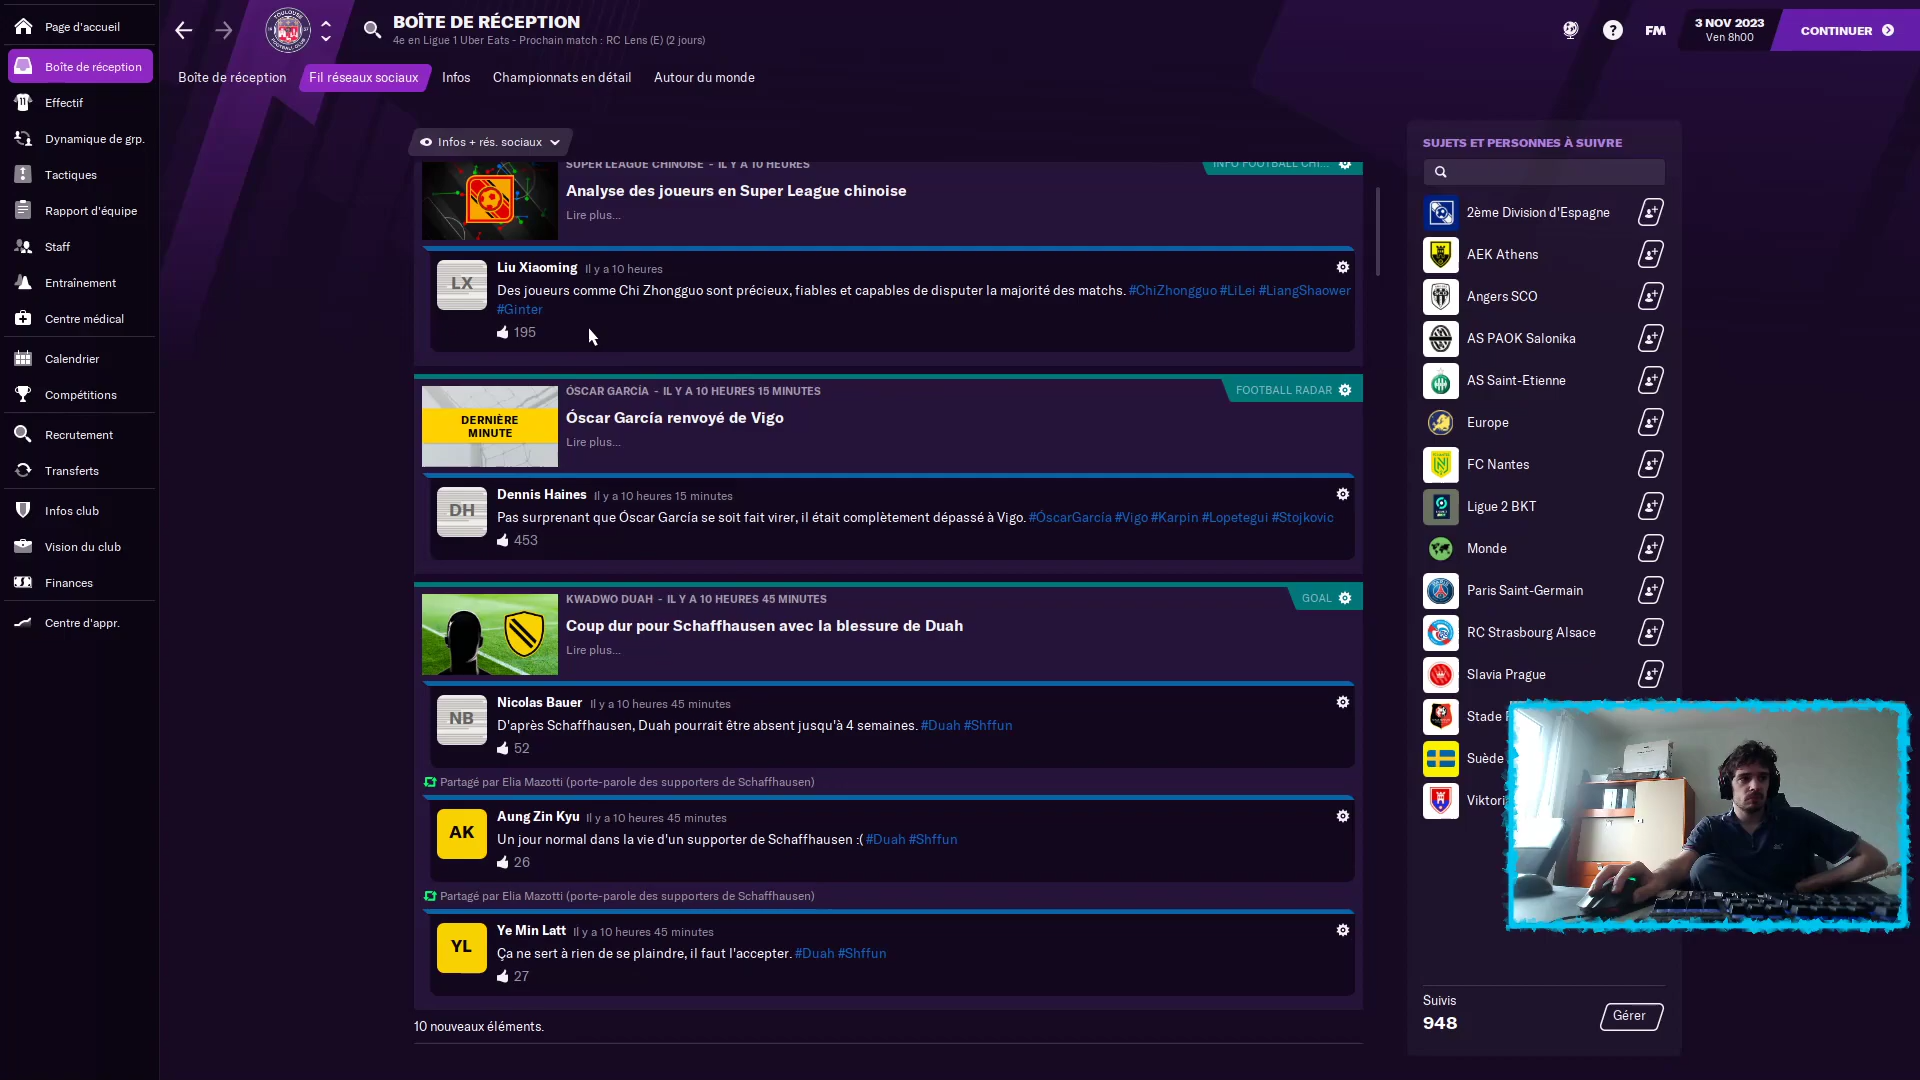 Page d'accueil
Boîte de réception
Effectif
Dynamique de grp.
Tactiques
Rapport d'équipe
Staff
Entraînement
Centre médical
Calendrier
Compétitions
Recrutement
Transferts
Infos club
Vision du club
Finances
Centre d'appr.
BOÎTE DE RÉCEPTION
4e en Ligue 1 Uber Eats - Prochain match : RC Lens (E) (2 jours)
FM
3 NOV 2023
Ven 8h00
CONTINUER
Boîte de réception
Fil réseaux sociaux
Infos
Championnats en détail
Autour du monde
Infos + rés. sociaux
SUPER LEAGUE CHINOISE - IL Y A 10 HEURES
INFO FOOTBALL CHI...
Analyse des joueurs en Super League chinoise
Lire plus...
LX
Liu Xiaoming Il y a 10 heures
Des joueurs comme Chi Zhongguo sont précieux, fiables et capables de disputer la majorité des matchs. #ChiZhongguo #LiLei #LiangShaower
#Ginter
195
DERNIÈRE
MINUTE
ÓSCAR GARCÍA - IL Y A 10 HEURES 15 MINUTES
FOOTBALL RADAR
Óscar García renvoyé de Vigo
Lire plus...
DH
Dennis Haines Il y a 10 heures 15 minutes
Pas surprenant que Óscar García se soit fait virer, il était complètement dépassé à Vigo. #ÓscarGarcía #Vigo #Karpin #Lopetegui #Stojkovic
453
KWADWO DUAH - IL Y A 10 HEURES 45 MINUTES
GOAL
Coup dur pour Schaffhausen avec la blessure de Duah
Lire plus...
NB
Nicolas Bauer Il y a 10 heures 45 minutes
D'après Schaffhausen, Duah pourrait être absent jusqu'à 4 semaines. #Duah #Shffun
52
Partagé par Elia Mazotti (porte-parole des supporters de Schaffhausen)
AK
Aung Zin Kyu Il y a 10 heures 45 minutes
Un jour normal dans la vie d'un supporter de Schaffhausen :( #Duah #Shffun
26
Partagé par Elia Mazotti (porte-parole des supporters de Schaffhausen)
YL
Ye Min Latt Il y a 10 heures 45 minutes
Ça ne sert à rien de se plaindre, il faut l'accepter. #Duah #Shffun
27
10 nouveaux éléments.
SUJETS ET PERSONNES À SUIVRE
2ème Division d'Espagne
AEK Athens
Angers SCO
AS PAOK Salonika
AS Saint-Etienne
Europe
FC Nantes
Ligue 2 BKT
Monde
Paris Saint-Germain
RC Strasbourg Alsace
Slavia Prague
Stade
Suède
Viktori
Suivis
948
Gérer